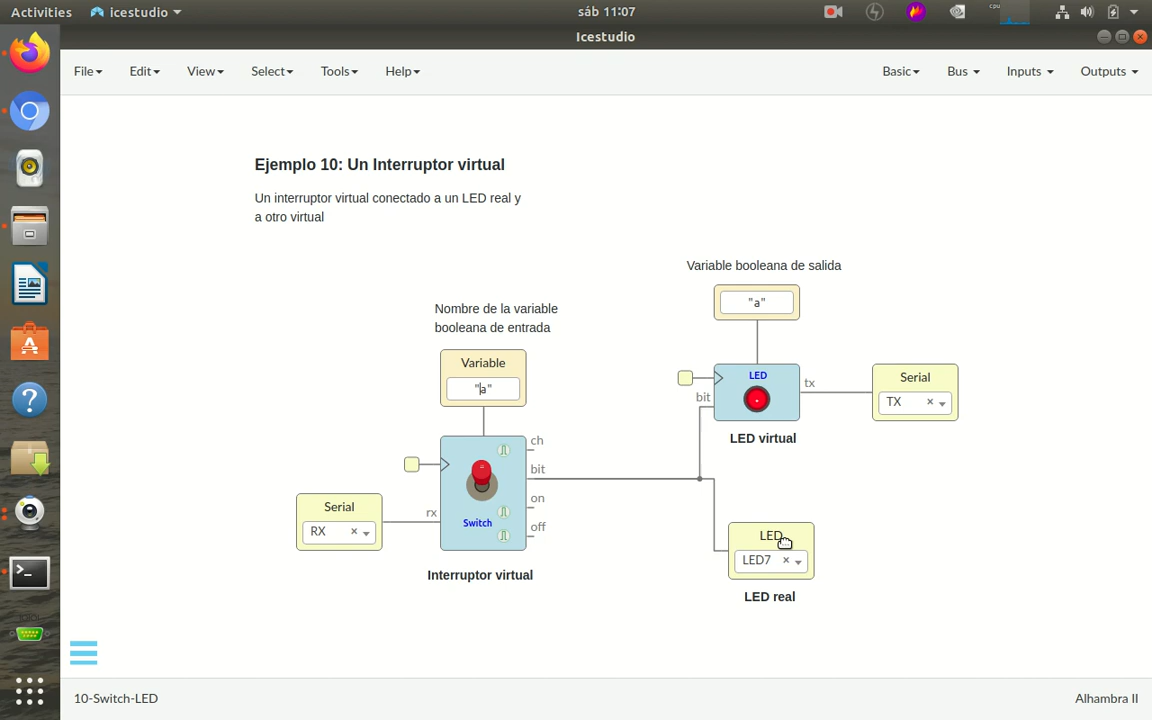 Activities
icestudio
sáb 11:07
cpu
Icestudio
File
Edit
View
Select
Tools
Help
Basic
Bus
Inputs
Outputs
Ejemplo 10: Un Interruptor virtual
Un interruptor virtual conectado a un LED real y
a otro virtual
Variable booleana de salida
"a"
Nombre de la variable
booleana de entrada
Variable
"a"
LED
bit
tx
Serial
TX ×
LED virtual
ch
bit
on
off
rx
Switch
Serial
RX ×
Interruptor virtual
LED
LED7 ×
LED real
10-Switch-LED
Alhambra II